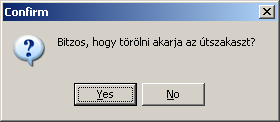 Confirm
Bitzos, hogy törölni akarja az útszakaszt?
Yes
No